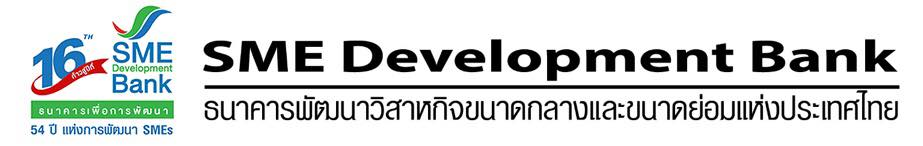 16TH
ก้าวสู่ปีที่
SME
Development
Bank
ธนาคารเพื่อการพัฒนา
54 ปี แห่งการพัฒนา SMEs
SME Development Bank
ธนาคารพัฒนาวิสาหกิจขนาดกลางและขนาดย่อมแห่งประเทศไทย